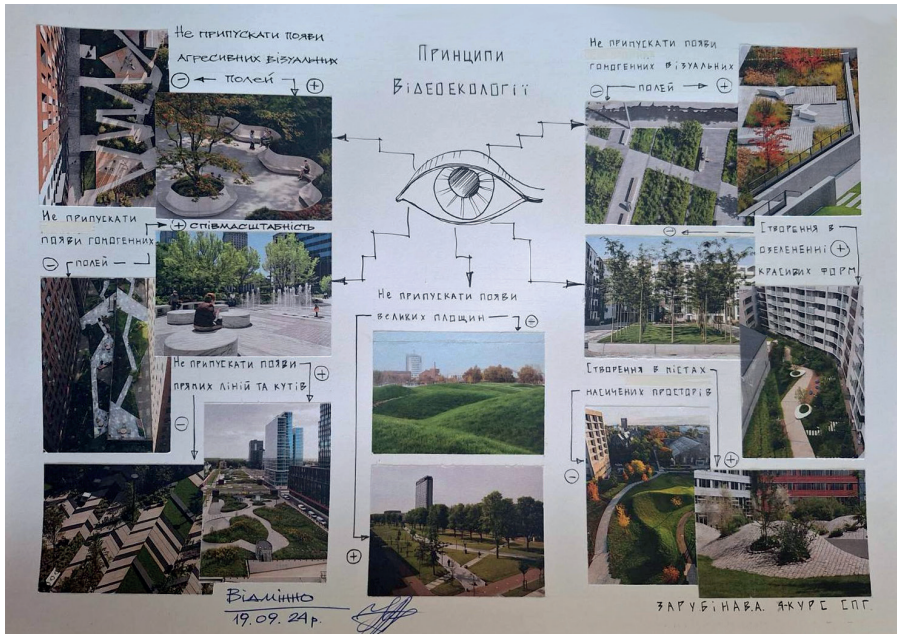 Принципи
Відеоекології
Не припускати появи
агресивних візуальних
⊖ ← полей → ⊕
Не припускати появи
гомогенних візуальних
⊖ ← полей → ⊕
Не припускати
появи гомогенних
⊖ полей
⊕ співмасштабність
Створення в
озелененні ⊕
красивих форм
⊖
Не припускати появи
великих площин ⊖
⊕
Не припускати появи
прямих ліній та кутів
⊕
⊖
Створення в містах
насичених просторів
⊖
⊕
Відмінно
19.09.24р.
Зарубіна
курс СПГ.